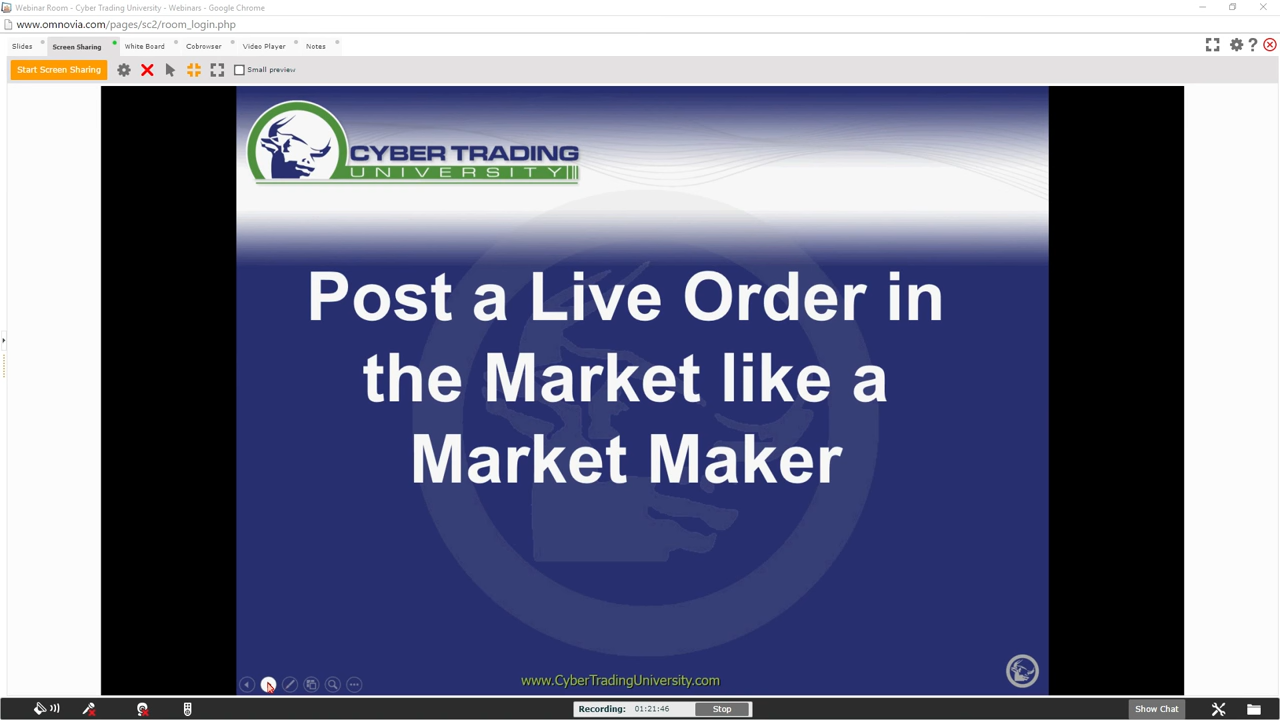 Webinar Room - Cyber Trading University - Webinars - Google Chrome
www.omnovia.com/pages/sc2/room_login.php
Slides Screen Sharing White Board Cobrowser Video Player Notes
Start Screen Sharing Small preview
CYBER TRADING
UNIVERSITY
Post a Live Order in
the Market like a
Market Maker
www.CyberTradingUniversity.com
Recording: 01:21:46 Stop Show Chat